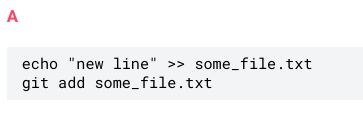 A
echo "new line" >> some_file.txt
git add some_file.txt